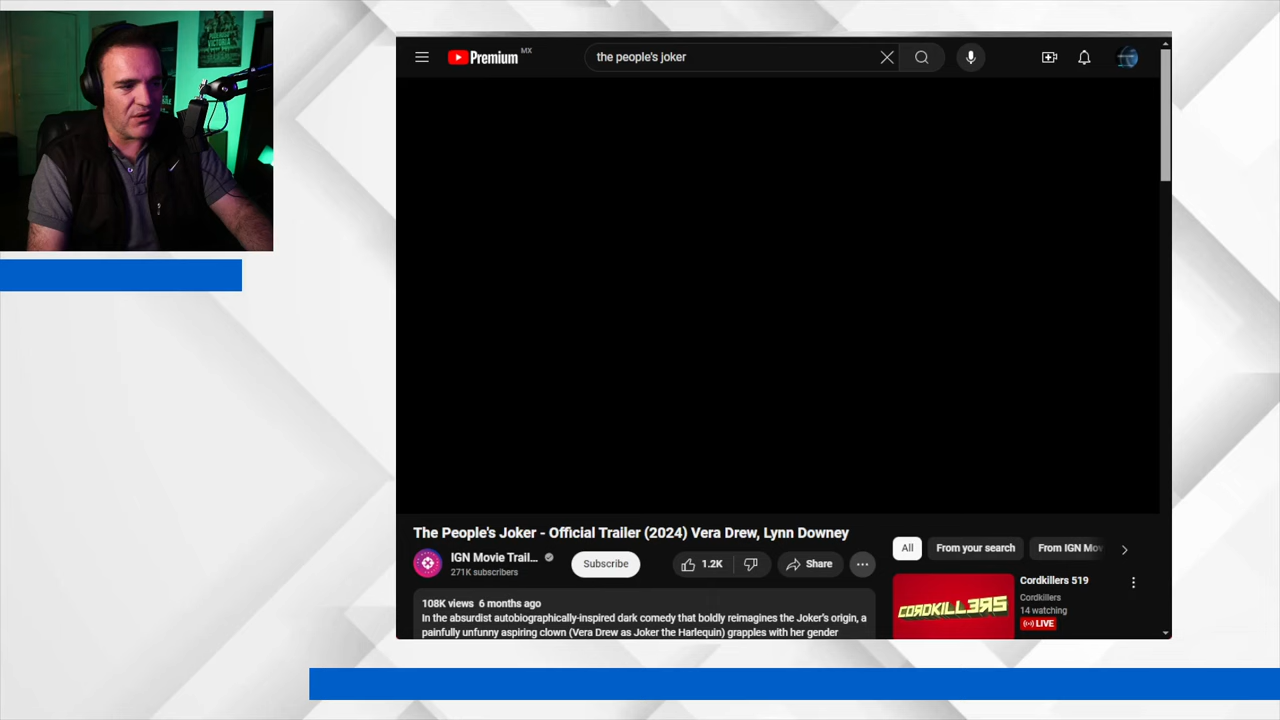 VICTORIA
Premium MX
the people's joker
The People's Joker - Official Trailer (2024) Vera Drew, Lynn Downey
IGN Movie Trail...
271K subscribers
Subscribe
1.2K
Share
108K views 6 months ago
In the absurdist autobiographically-inspired dark comedy that boldly reimagines the Joker's origin, a
painfully unfunny aspiring clown (Vera Drew as Joker the Harlequin) grapples with her gender
All
From your search
From IGN Mov
CORDKILL3RS
Cordkillers 519
Cordkillers
14 watching
LIVE